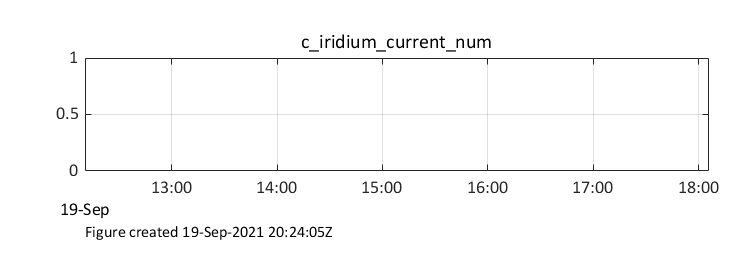 c_iridium_current_num
1
0.5
0
13:00 14:00 15:00 16:00 17:00 18:00
19-Sep
Figure created 19-Sep-2021 20:24:05Z